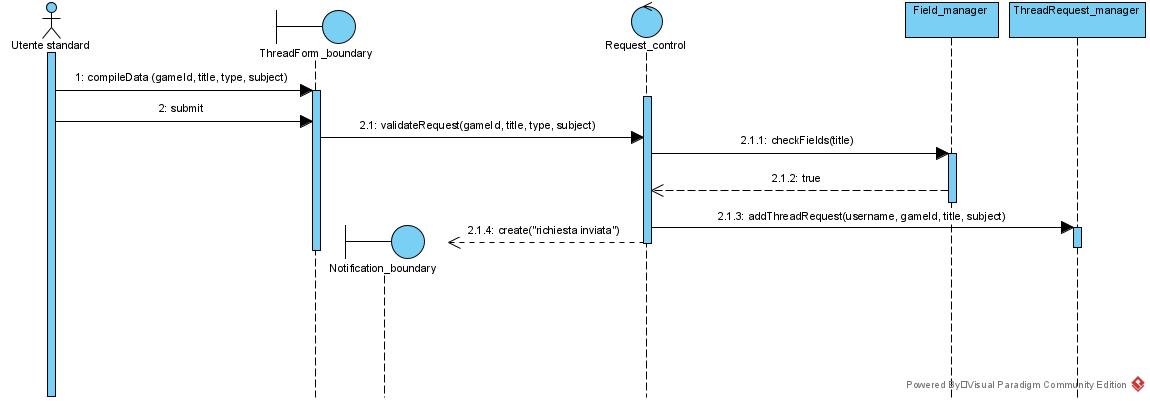 Field_manager
ThreadRequest_manager
Utente standard
ThreadForm_boundary
Request_control
1: compileData (gameId, title, type, subject)
2: submit
2.1: validateRequest(gameId, title, type, subject)
2.1.1: checkFields(title)
2.1.2: true
2.1.3: addThreadRequest(username, gameId, title, subject)
2.1.4: create("richiesta inviata")
Notification_boundary
Powered By Visual Paradigm Community Edition